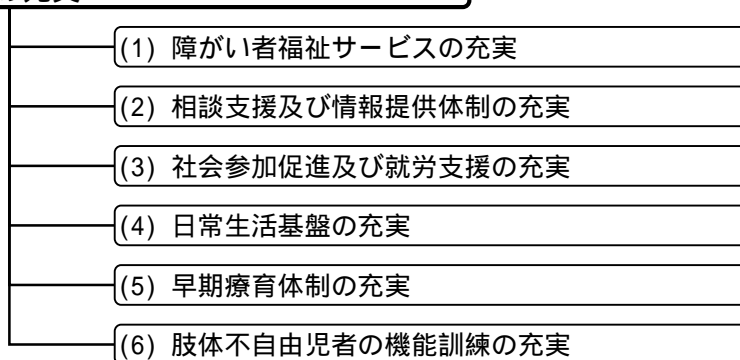 (1) 障がい者福祉サービスの充実
(2) 相談支援及び情報提供体制の充実
(3) 社会参加促進及び就労支援の充実
(4) 日常生活基盤の充実
(5) 早期療育体制の充実
(6) 肢体不自由児者の機能訓練の充実